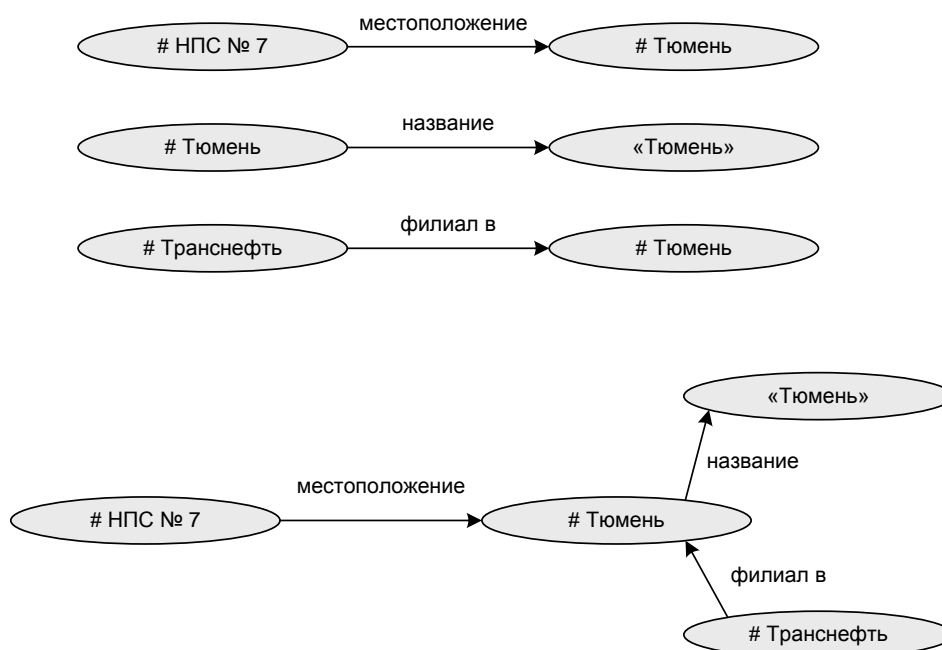 местоположение
# НПС № 7
# Тюмень
название
# Тюмень
«Тюмень»
филиал в
# Транснефть
# Тюмень
«Тюмень»
название
местоположение
# НПС № 7
# Тюмень
филиал в
# Транснефть